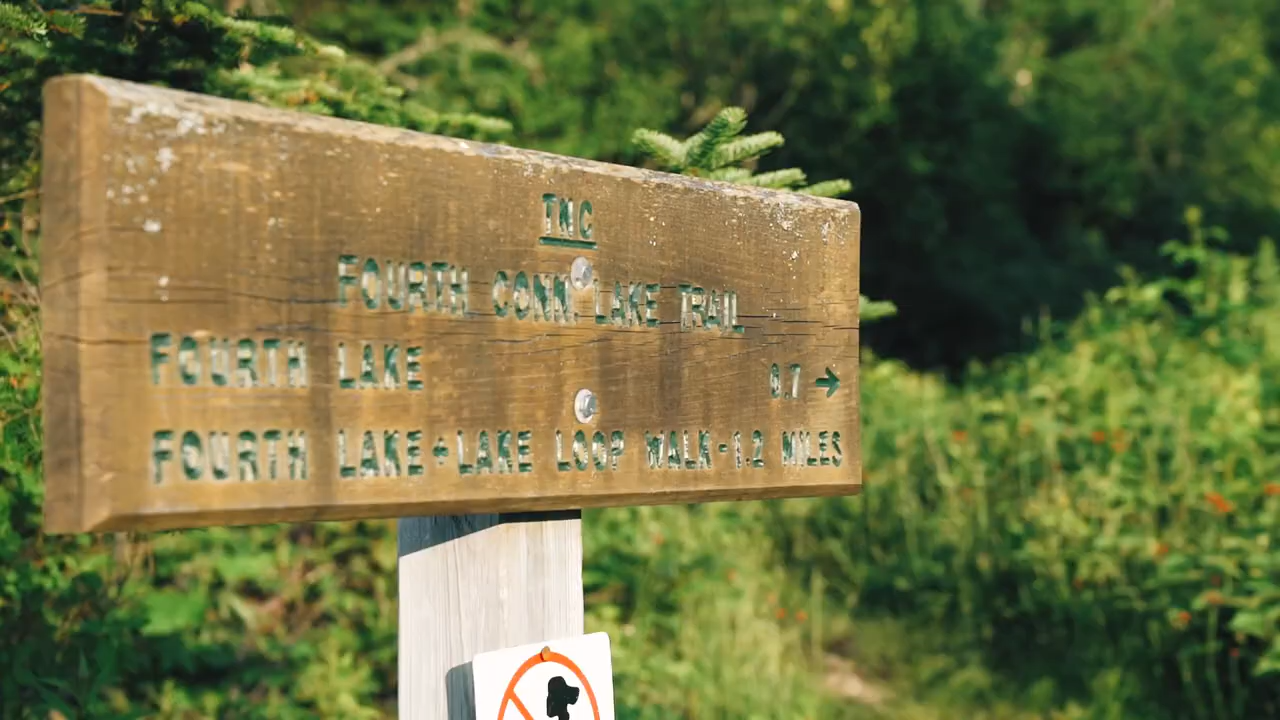 TNC
FOURTH CONN. LAKE TRAIL
FOURTH LAKE 0.7 →
FOURTH LAKE + LAKE LOOP WALK - 1.2 MILES